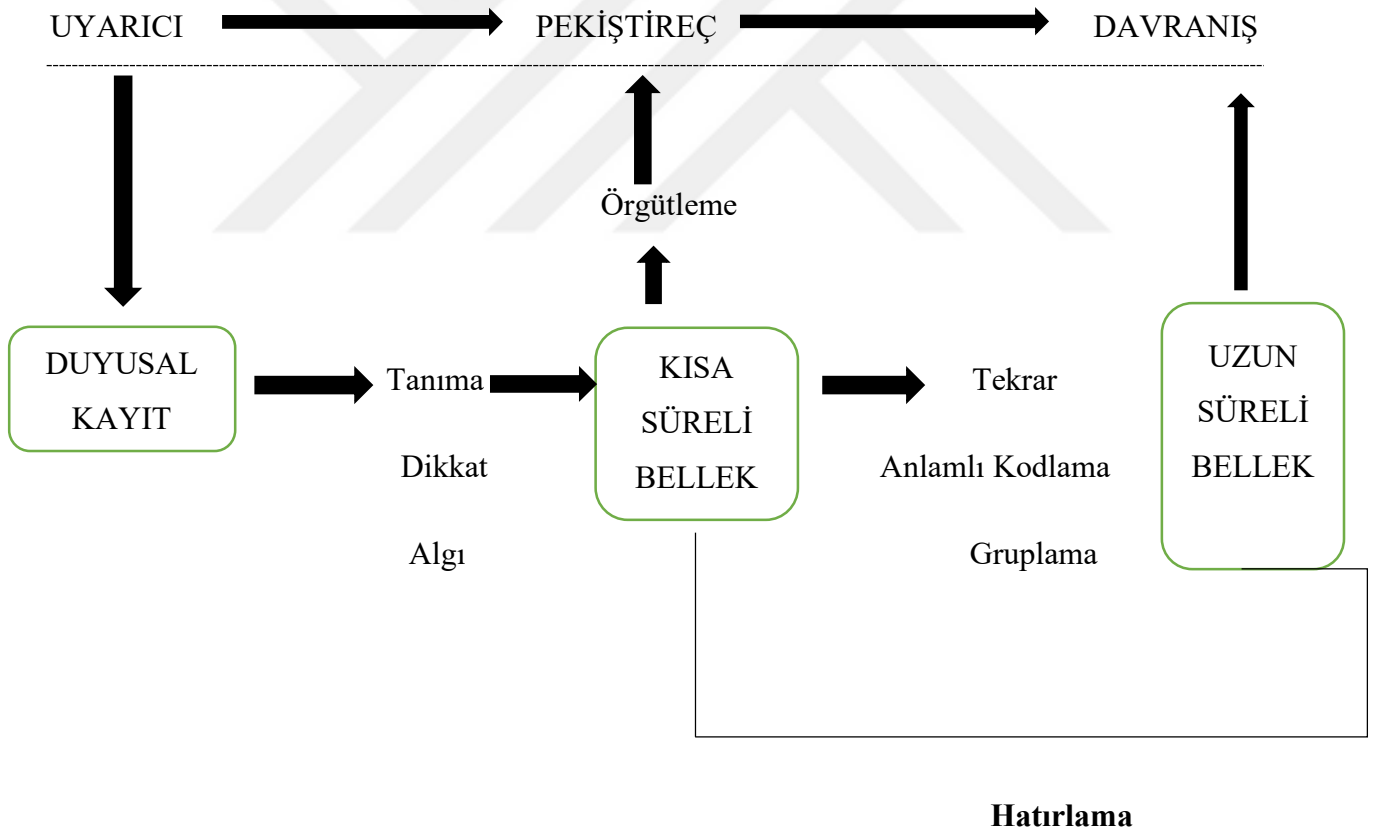 UYARICI PEKİŞTİREÇ DAVRANIŞ
Örgütleme
DUYUSAL
KAYIT
Tanıma
Dikkat
Algı
KISA
SÜRELİ
BELLEK
Tekrar
Anlamlı Kodlama
Gruplama
UZUN
SÜRELİ
BELLEK
Hatırlama